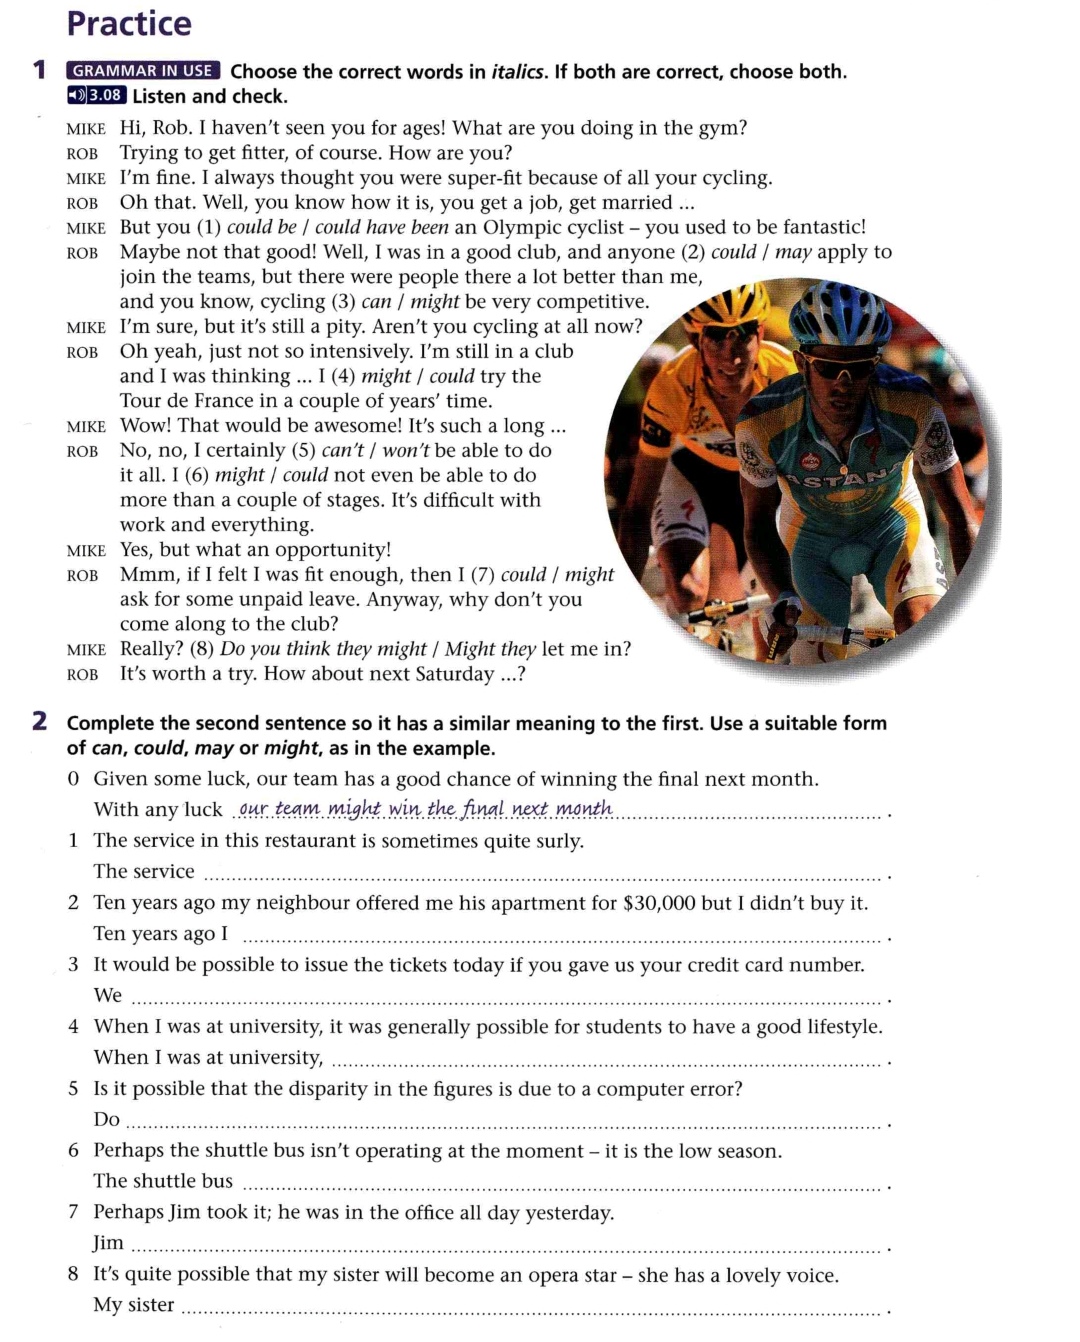 Practice
1 GRAMMAR IN USE Choose the correct words in italics. If both are correct, choose both.
3.08 Listen and check.
MIKE Hi, Rob. I haven't seen you for ages! What are you doing in the gym?
ROB Trying to get fitter, of course. How are you?
MIKE I'm fine. I always thought you were super-fit because of all your cycling.
ROB Oh that. Well, you know how it is, you get a job, get married ...
MIKE But you (1) could be / could have been an Olympic cyclist – you used to be fantastic!
ROB Maybe not that good! Well, I was in a good club, and anyone (2) could / may apply to
join the teams, but there were people there a lot better than me,
and you know, cycling (3) can / might be very competitive.
MIKE I'm sure, but it's still a pity. Aren't you cycling at all now?
ROB Oh yeah, just not so intensively. I'm still in a club
and I was thinking ... I (4) might / could try the
Tour de France in a couple of years' time.
MIKE Wow! That would be awesome! It's such a long ...
ROB No, no, I certainly (5) can't / won't be able to do
it all. I (6) might / could not even be able to do
more than a couple of stages. It's difficult with
work and everything.
MIKE Yes, but what an opportunity!
ROB Mmm, if I felt I was fit enough, then I (7) could / might
ask for some unpaid leave. Anyway, why don't you
come along to the club?
MIKE Really? (8) Do you think they might / Might they let me in?
ROB It's worth a try. How about next Saturday ...?
ASTANA
2 Complete the second sentence so it has a similar meaning to the first. Use a suitable form
of can, could, may or might, as in the example.
0 Given some luck, our team has a good chance of winning the final next month.
With any luck our team might win the final next month.
1 The service in this restaurant is sometimes quite surly.
The service .
2 Ten years ago my neighbour offered me his apartment for $30,000 but I didn't buy it.
Ten years ago I .
3 It would be possible to issue the tickets today if you gave us your credit card number.
We .
4 When I was at university, it was generally possible for students to have a good lifestyle.
When I was at university, .
5 Is it possible that the disparity in the figures is due to a computer error?
Do .
6 Perhaps the shuttle bus isn't operating at the moment – it is the low season.
The shuttle bus .
7 Perhaps Jim took it; he was in the office all day yesterday.
Jim .
8 It's quite possible that my sister will become an opera star – she has a lovely voice.
My sister .